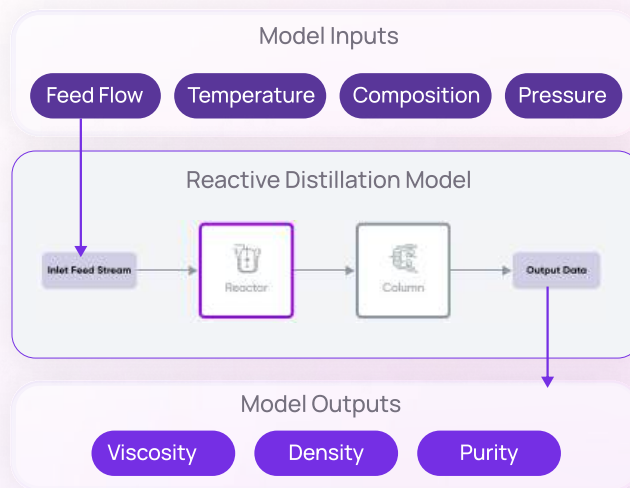 Model Inputs
Feed Flow
Temperature
Composition
Pressure
Reactive Distillation Model
Inlet Feed Stream
Reactor
Column
Output Data
Model Outputs
Viscosity
Density
Purity